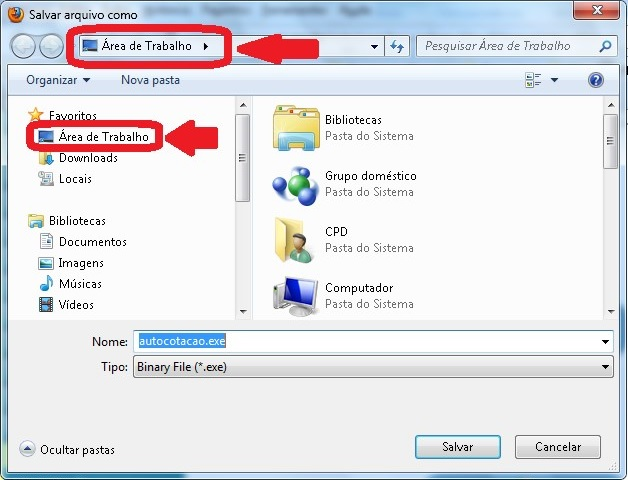 Salvar arquivo como
Área de Trabalho
Pesquisar Área de Trabalho
Organizar
Nova pasta
Favoritos
Área de Trabalho
Downloads
Locais
Bibliotecas
Documentos
Imagens
Músicas
Vídeos
Bibliotecas
Pasta do Sistema
Grupo doméstico
Pasta do Sistema
CPD
Pasta do Sistema
Computador
Pasta do Sistema
Nome: autocotacao.exe
Tipo: Binary File (*.exe)
Ocultar pastas
Salvar
Cancelar